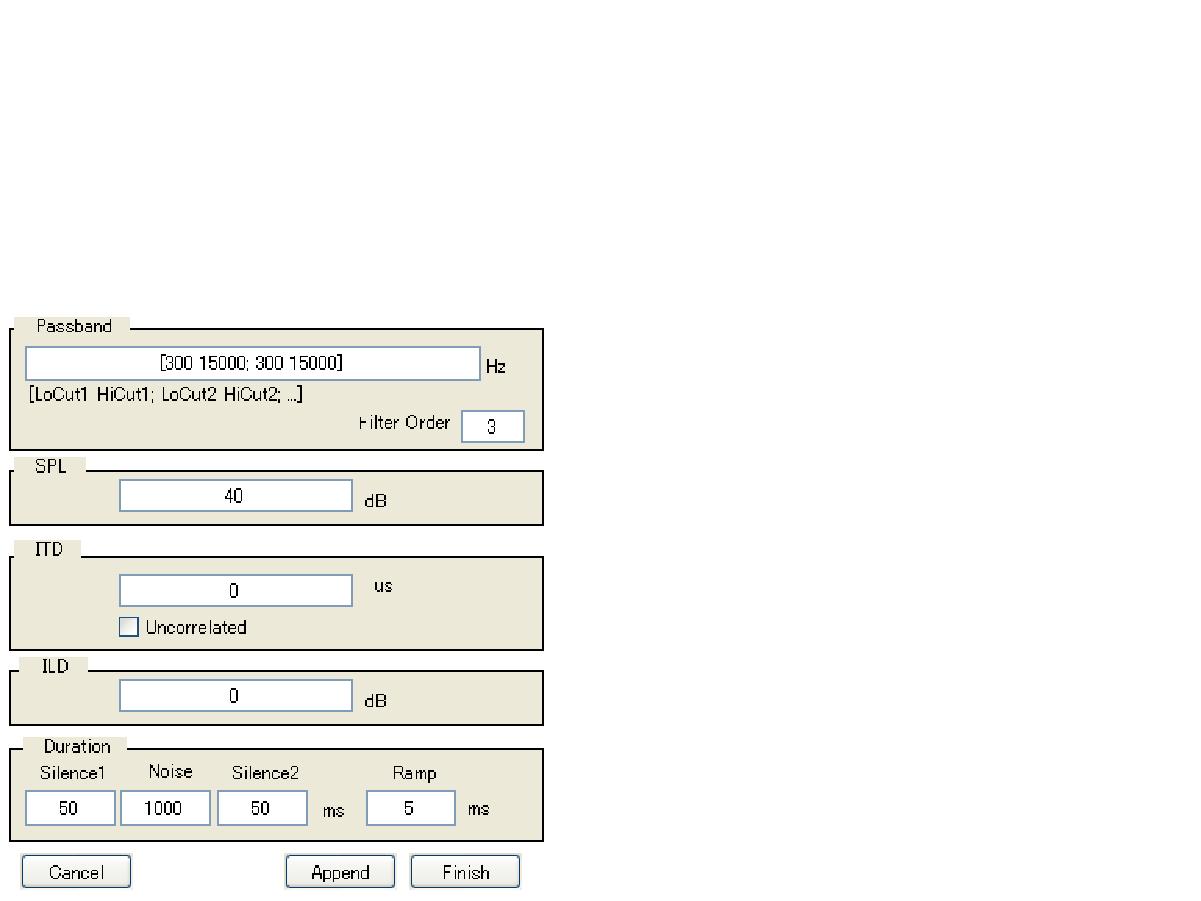 Passband
[300 15000; 300 15000] Hz
[LoCut1 HiCut1; LoCut2 HiCut2; ...]
Filter Order 3
SPL
40 dB
ITD
0 us
Uncorrelated
ILD
0 dB
Duration
Silence1 Noise Silence2 Ramp
50 1000 50 ms 5 ms
Cancel Append Finish